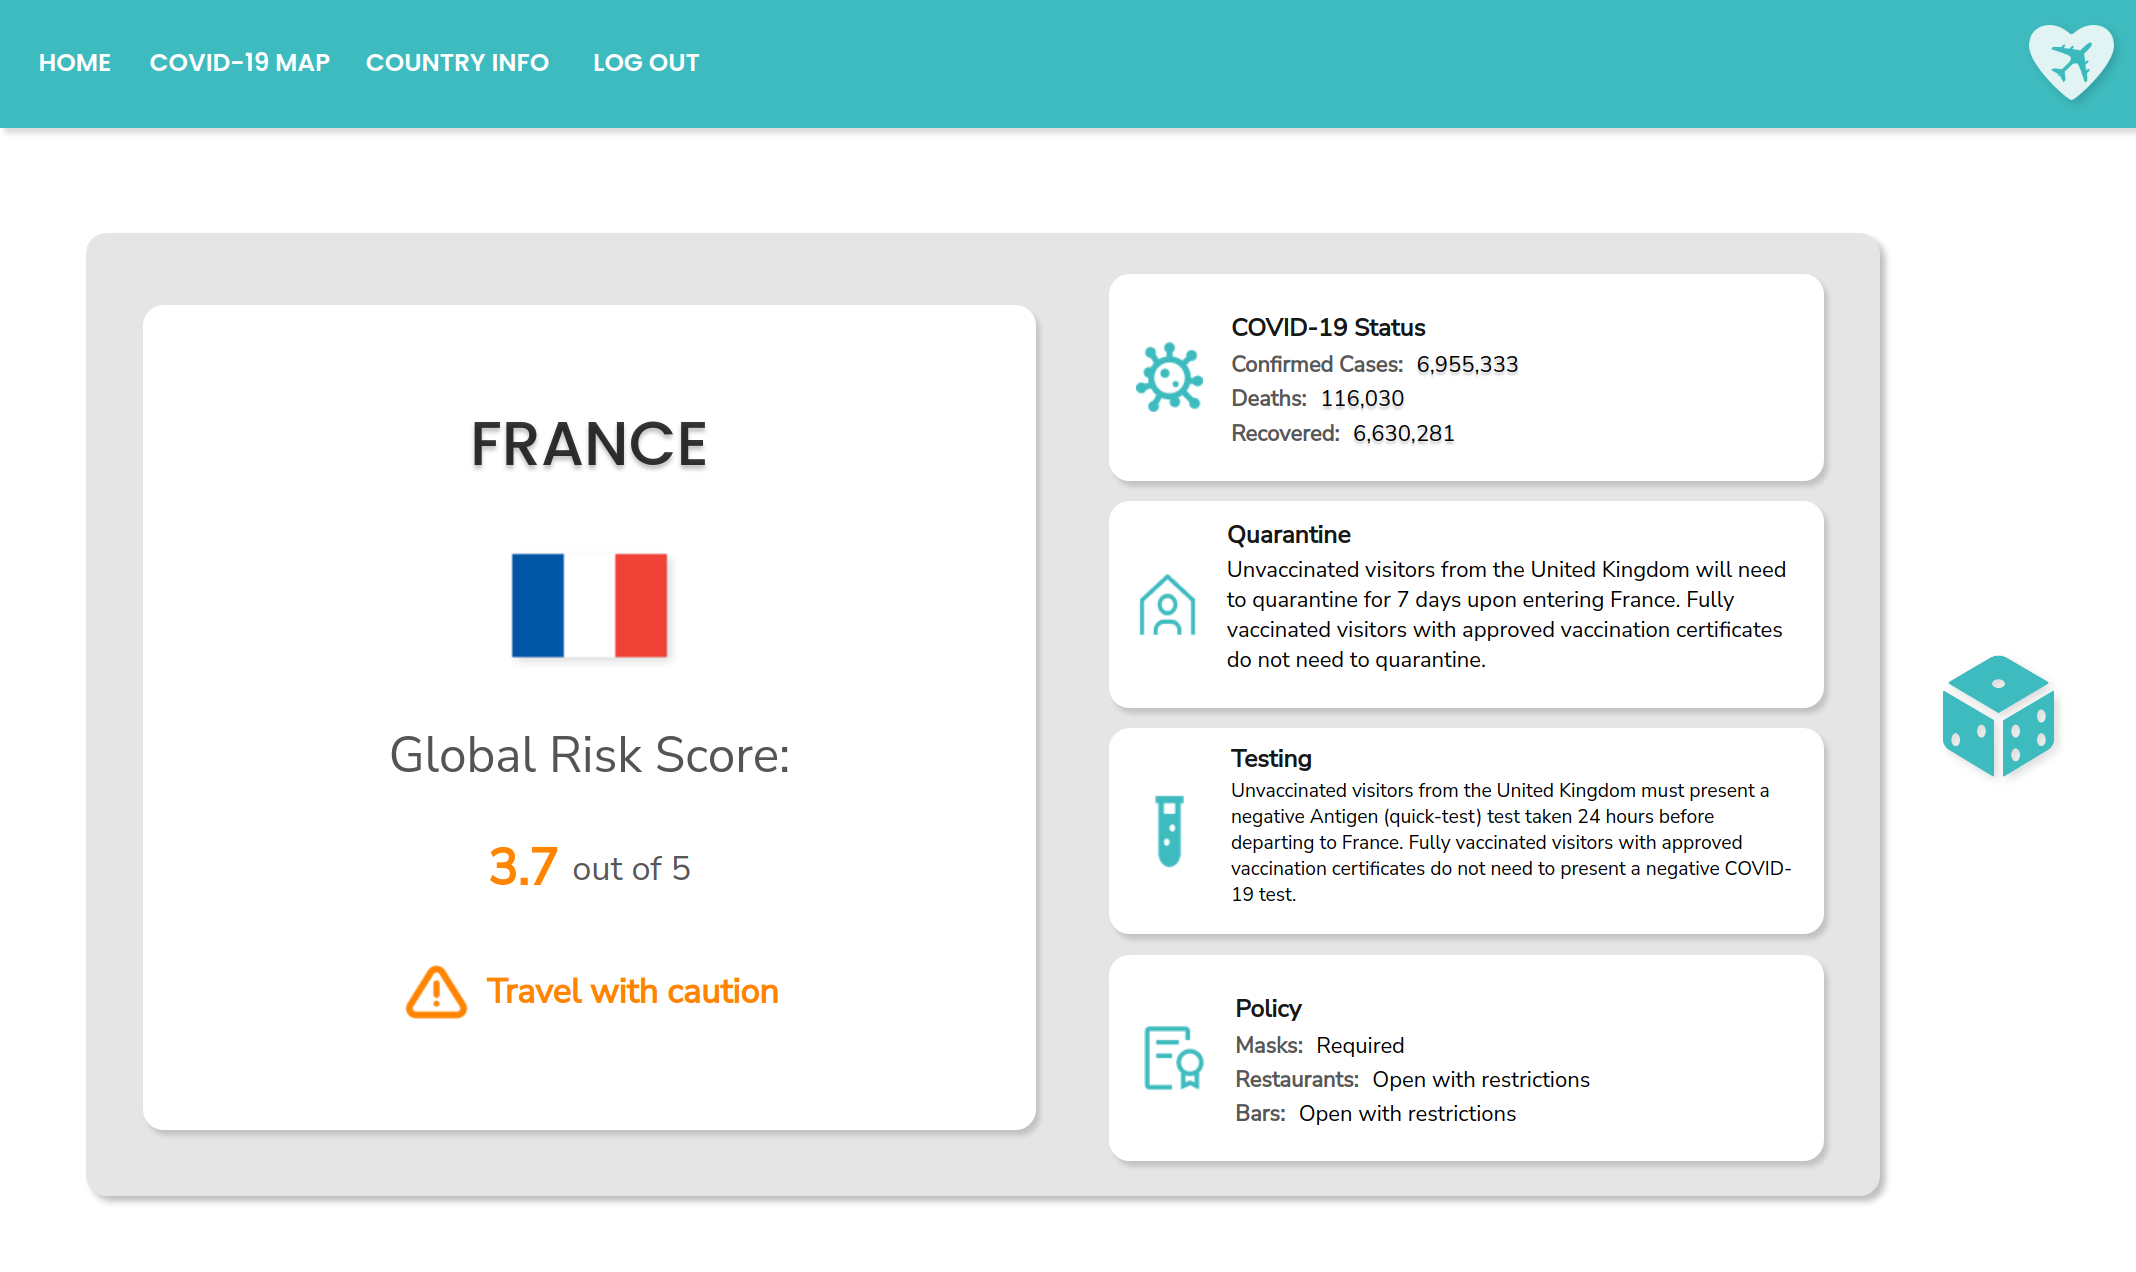 HOME COVID-19 MAP COUNTRY INFO LOG OUT
FRANCE
Global Risk Score:
3.7 out of 5
Travel with caution
COVID-19 Status
Confirmed Cases: 6,955,333
Deaths: 116,030
Recovered: 6,630,281
Quarantine
Unvaccinated visitors from the United Kingdom will need
to quarantine for 7 days upon entering France. Fully
vaccinated visitors with approved vaccination certificates
do not need to quarantine.
Testing
Unvaccinated visitors from the United Kingdom must present a
negative Antigen (quick-test) test taken 24 hours before
departing to France. Fully vaccinated visitors with approved
vaccination certificates do not need to present a negative COVID-
19 test.
Policy
Masks: Required
Restaurants: Open with restrictions
Bars: Open with restrictions